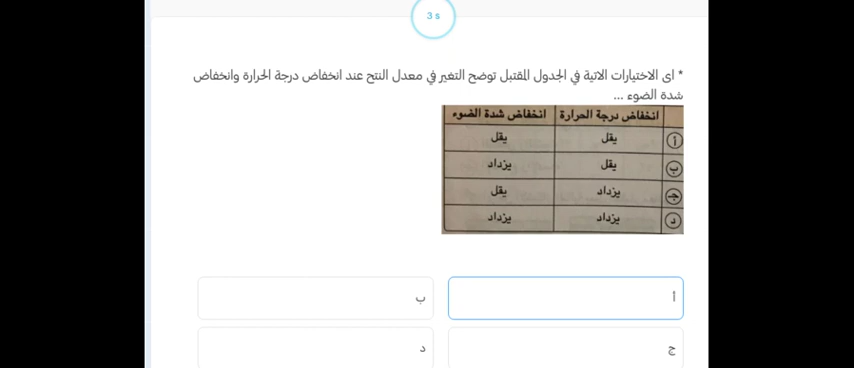 3 s
* اى الاختيارات الاتية في الجدول المقتبل توضح التغير في معدل النتح عند انخفاض درجة الحرارة وانخفاض
شدة الضوء ...
انخفاض درجة الحرارة انخفاض شدة الضوء
أ يقل يقل
ب يقل يزداد
ج يزداد يقل
د يزداد يزداد
أ ب
ج د